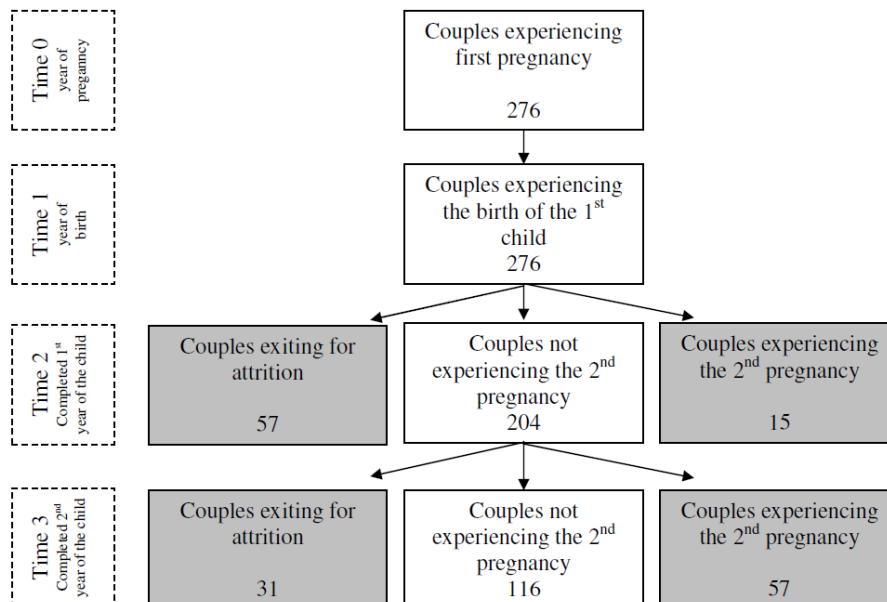 Time 0
year of
preganncy
Couples experiencing
first pregnancy
276
Time 1
year of
birth
Couples experiencing
the birth of the 1st
child
276
Time 2
Completed 1st
year of the child
Couples exiting for
attrition
57
Couples not
experiencing the 2nd
pregnancy
204
Couples experiencing
the 2nd pregnancy
15
Time 3
Completed 2nd
year of the child
Couples exiting for
attrition
31
Couples not
experiencing the 2nd
pregnancy
116
Couples experiencing
the 2nd pregnancy
57